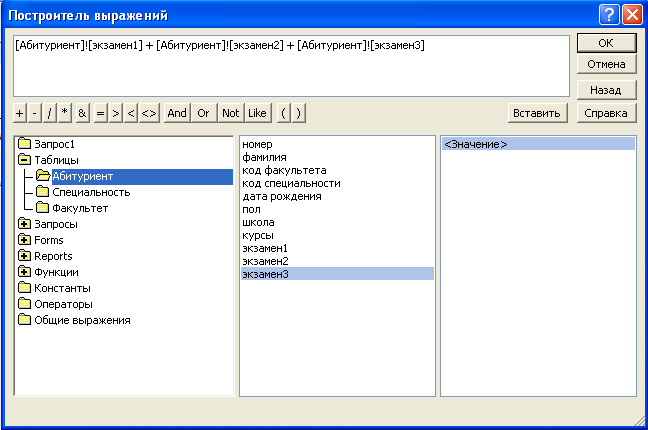 Построитель выражений
[Абитуриент]![экзамен1] + [Абитуриент]![экзамен2] + [Абитуриент]![экзамен3]
OK
Отмена
Назад
+ - / * & = > < <> And Or Not Like ( ) Вставить Справка
Запрос1
Таблицы
Абитуриент
Специальность
Факультет
Запросы
Forms
Reports
Функции
Константы
Операторы
Общие выражения
номер
фамилия
код факультета
код специальности
дата рождения
пол
школа
курсы
экзамен1
экзамен2
экзамен3
<Значение>